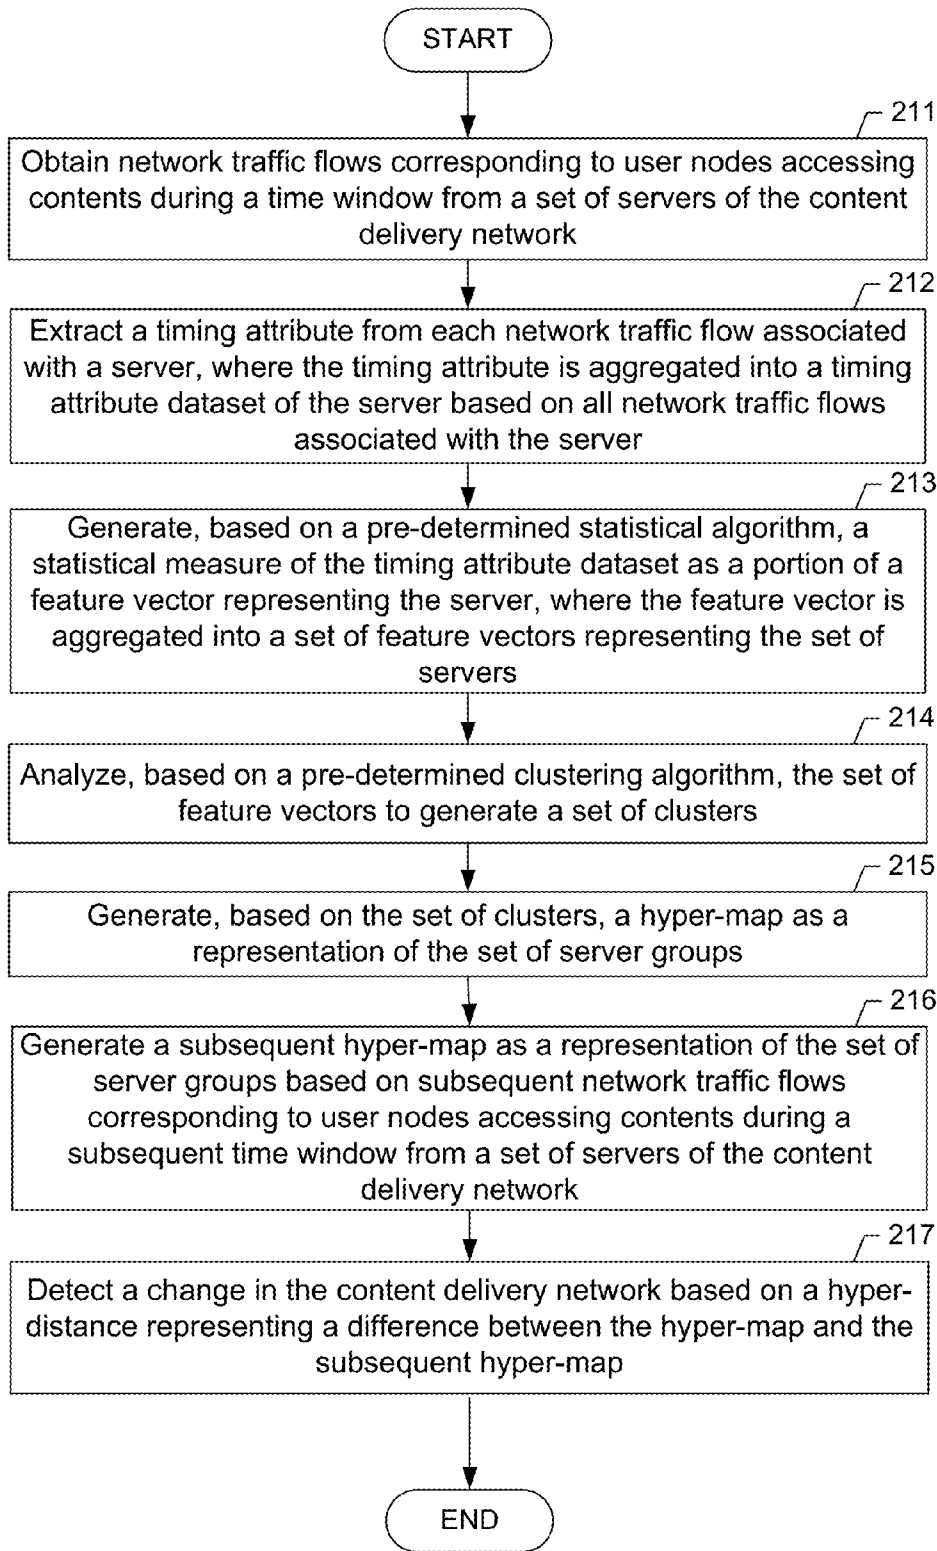 START
211
Obtain network traffic flows corresponding to user nodes accessing
contents during a time window from a set of servers of the content
delivery network
212
Extract a timing attribute from each network traffic flow associated
with a server, where the timing attribute is aggregated into a timing
attribute dataset of the server based on all network traffic flows
associated with the server
213
Generate, based on a pre-determined statistical algorithm, a
statistical measure of the timing attribute dataset as a portion of a
feature vector representing the server, where the feature vector is
aggregated into a set of feature vectors representing the set of
servers
214
Analyze, based on a pre-determined clustering algorithm, the set of
feature vectors to generate a set of clusters
215
Generate, based on the set of clusters, a hyper-map as a
representation of the set of server groups
216
Generate a subsequent hyper-map as a representation of the set of
server groups based on subsequent network traffic flows
corresponding to user nodes accessing contents during a
subsequent time window from a set of servers of the content
delivery network
217
Detect a change in the content delivery network based on a hyper-
distance representing a difference between the hyper-map and the
subsequent hyper-map
END